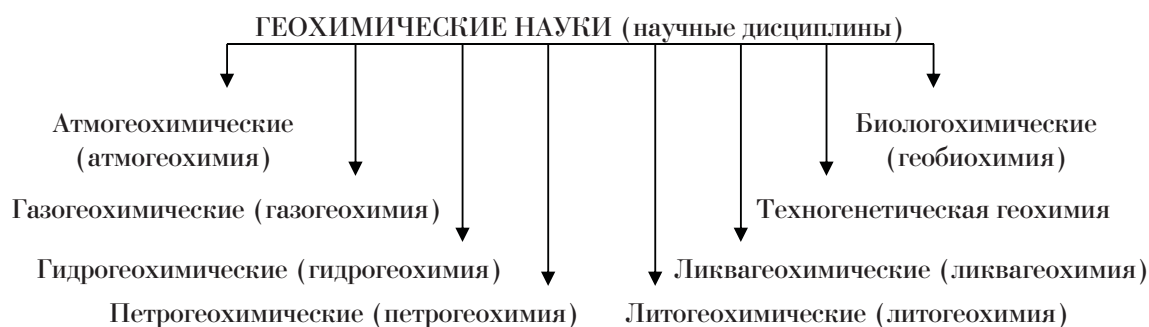 ГЕОХИМИЧЕСКИЕ НАУКИ (научные дисциплины)
Атмогеохимические
(атмогеохимия)
Биологохимические
(геобиохимия)
Газогеохимические (газогеохимия)
Техногенетическая геохимия
Гидрогеохимические (гидрогеохимия)
Ликвагеохимические (ликвагеохимия)
Петрогеохимические (петрогеохимия)
Литогеохимические (литогеохимия)